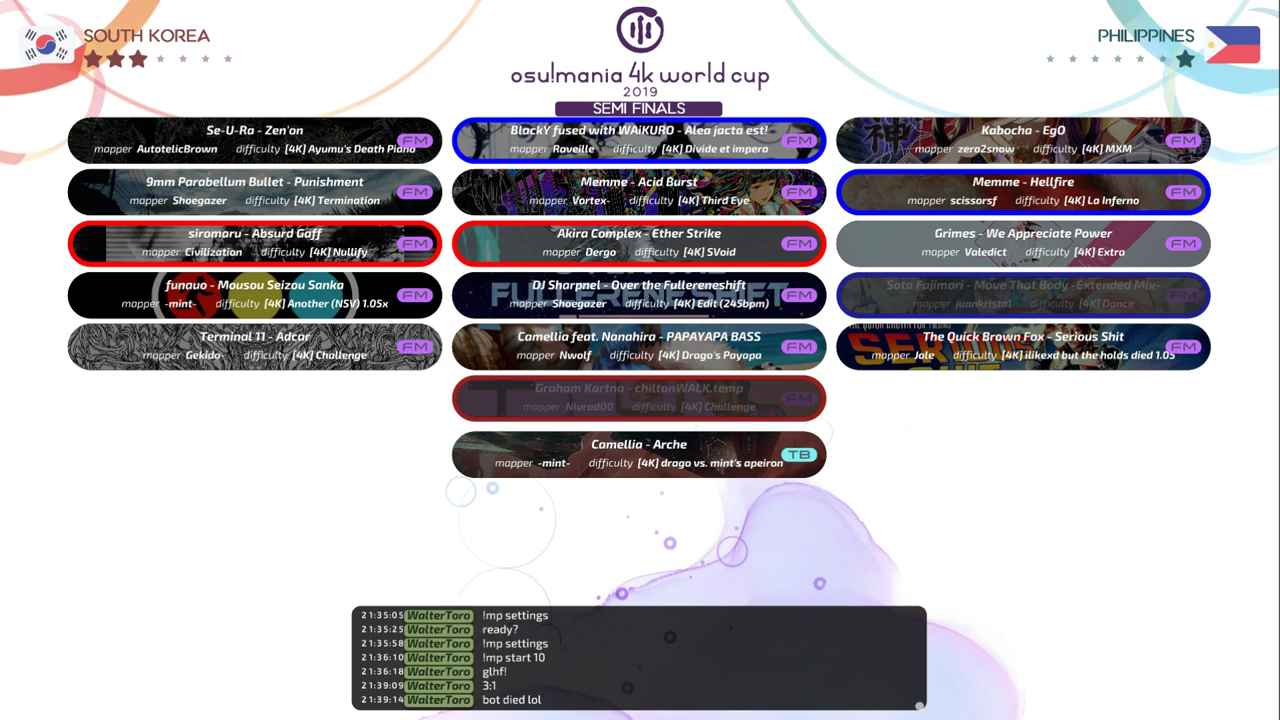 SOUTH KOREA
PHILIPPINES
osu!mania 4k world cup
2019
SEMI FINALS
Se-U-Ra - Zen'on
mapper AutotelicBrown difficulty [4K] Ayumu's Death Piano
FM
BlackY fused with WAiKURO - Alea jacta est!
mapper Raveille difficulty [4K] Divide et impera
FM
Kabocha - EgO
mapper zero2snow difficulty [4K] MXM
FM
9mm Parabellum Bullet - Punishment
mapper Shoegazer difficulty [4K] Termination
FM
Memme - Acid Burst
mapper Vortex- difficulty [4K] Third Eye
FM
Memme - Hellfire
mapper scissorsf difficulty [4K] La Inferno
FM
siromaru - Absurd Gaff
mapper Civilization difficulty [4K] Nullify
FM
Akira Complex - Ether Strike
mapper Dergo difficulty [4K] SVoid
FM
Grimes - We Appreciate Power
mapper Valedict difficulty [4K] Extra
FM
funauo - Mousou Seizou Sanka
mapper -mint- difficulty [4K] Another (NSV) 1.05x
FM
DJ Sharpnel - Over the Fullereneshift
mapper Shoegazer difficulty [4K] Edit (245bpm)
FM
Sota Fujimori - Move That Body -Extended Mix-
mapper juankristal difficulty [4K] Dance
FM
Terminal 11 - Adcar
mapper Gekido- difficulty [4K] Challenge
FM
Camellia feat. Nanahira - PAPAYAPA BASS
mapper Nwolf difficulty [4K] Drago's Payapa
FM
The Quick Brown Fox - Serious Shit
mapper Jole difficulty [4K] ilikexd but the holds died 1.05
FM
Graham Kartna - chiltonWALK.temp
mapper Nivrad00 difficulty [4K] Challenge
FM
Camellia - Arche
mapper -mint- difficulty [4K] drago vs. mint's apeiron
TB
21:35:05 WalterToro !mp settings
21:35:25 WalterToro ready?
21:35:58 WalterToro !mp settings
21:36:10 WalterToro !mp start 10
21:36:18 WalterToro glhf!
21:39:09 WalterToro 3:1
21:39:14 WalterToro bot died lol